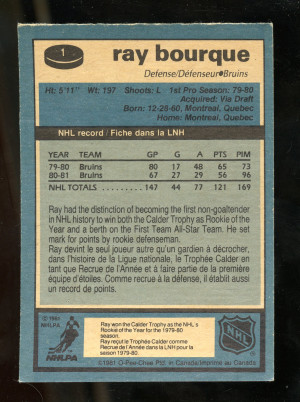 1
ray bourque
Defense/Défenseur•Bruins
Ht: 5'11" Wt: 197 Shoots: L 1st Pro Season: 79-80
Acquired: Via Draft
Born: 12-28-60, Montreal, Quebec
Home: Montreal, Quebec
NHL record / Fiche dans la LNH
YEAR TEAM GP G A PTS PIM
79-80 Bruins 80 17 48 65 73
80-81 Bruins 67 27 29 56 96
NHL TOTALS 147 44 77 121 169
Ray had the distinction of becoming the first non-goaltender
in NHL history to win both the Calder Trophy as Rookie of the
Year and a berth on the First Team All-Star Team. He set
mark for points by rookie defenseman.
Ray devint le seul joueur autre qu'un gardien à décrocher,
dans l'histoire de la Ligue nationale, le Trophée Calder en
tant que Recrue de l'Année et à faire partie de la première
équipe d'étoiles. Comme recrue à la défense, il établit aussi
un record de points.
© 1981
NHLPA
NHLPA
Ray won the Calder Trophy as the NHL's
Rookie of the Year for the 1979-80
season.
Ray reçut le Trophée Calder comme
Recrue de l'Année dans la LNH pour la
saison 1979-80.
NHL
©1981 O-Pee-Chee Ptd. in Canada/Imprimé au Canada